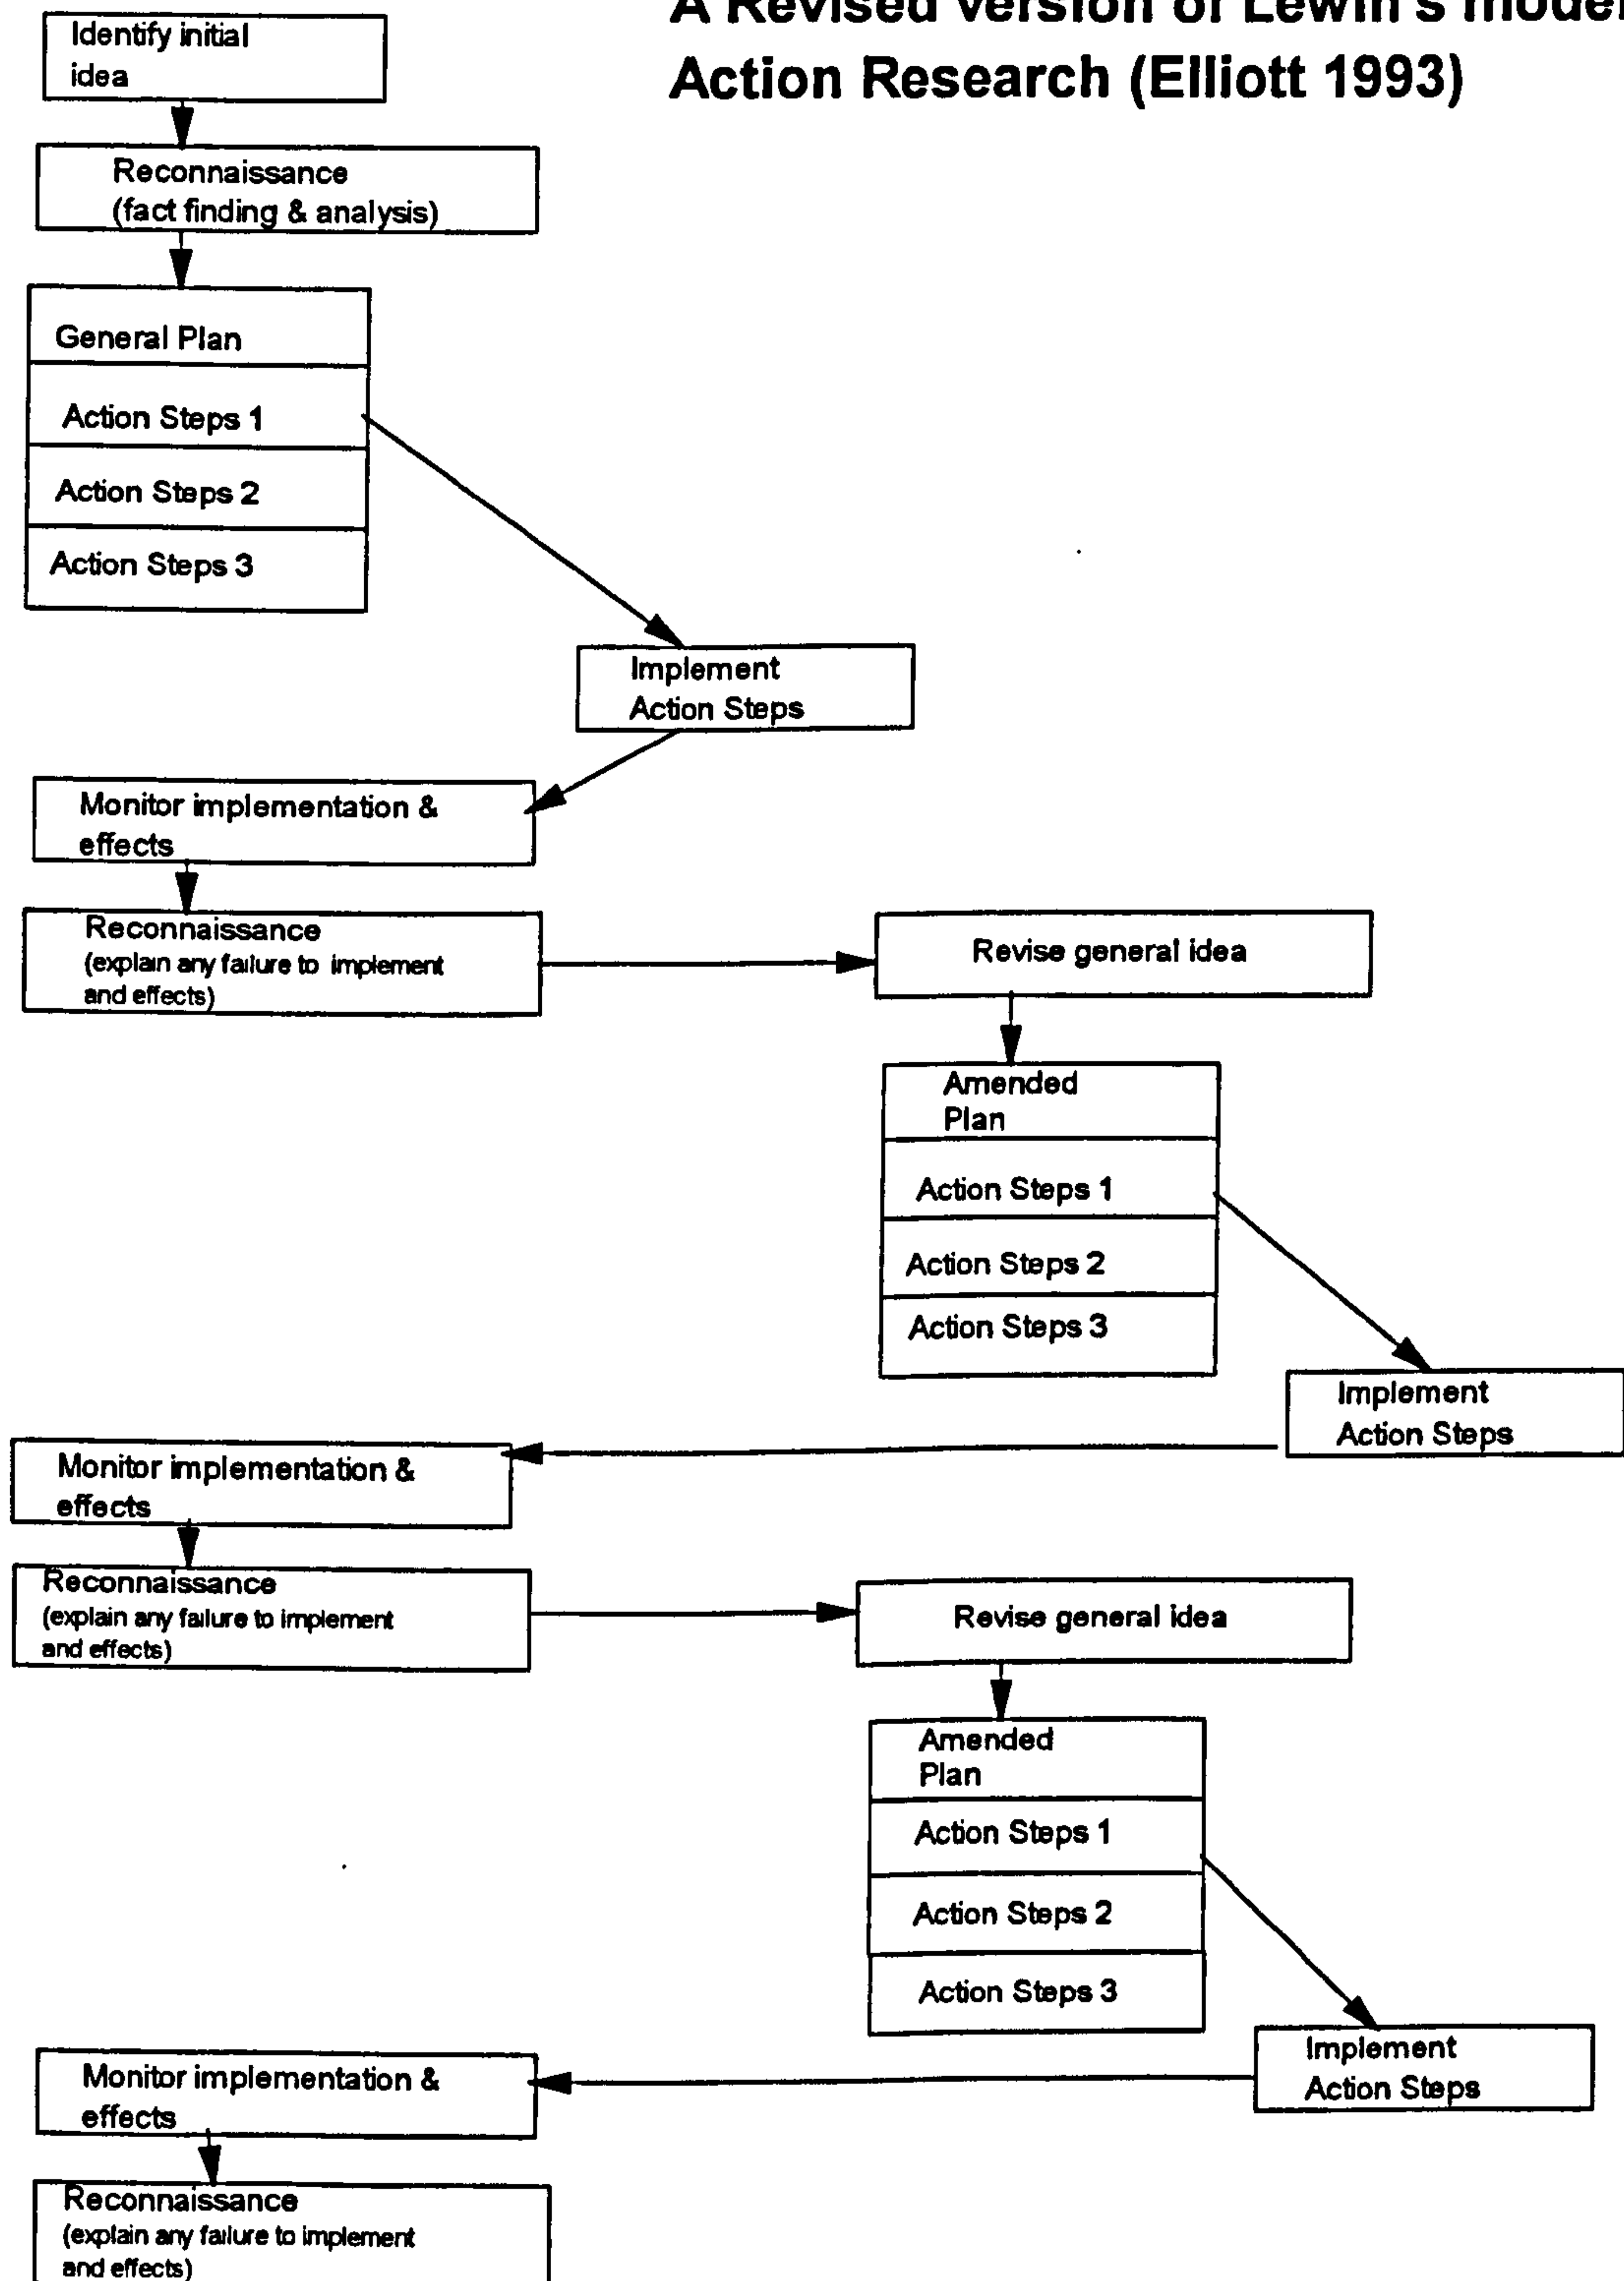 A Revised version of Lewin's model
Action Research (Elliott 1993)
Identify initial
idea
Reconnaissance
(fact finding & analysis)
General Plan
Action Steps 1
Action Steps 2
Action Steps 3
Implement
Action Steps
Monitor implementation &
effects
Reconnaissance
(explain any failure to implement
and effects)
Revise general idea
Amended
Plan
Action Steps 1
Action Steps 2
Action Steps 3
Implement
Action Steps
Monitor implementation &
effects
Reconnaissance
(explain any failure to implement
and effects)
Revise general idea
Amended
Plan
Action Steps 1
Action Steps 2
Action Steps 3
Implement
Action Steps
Monitor implementation &
effects
Reconnaissance
(explain any failure to implement
and effects)